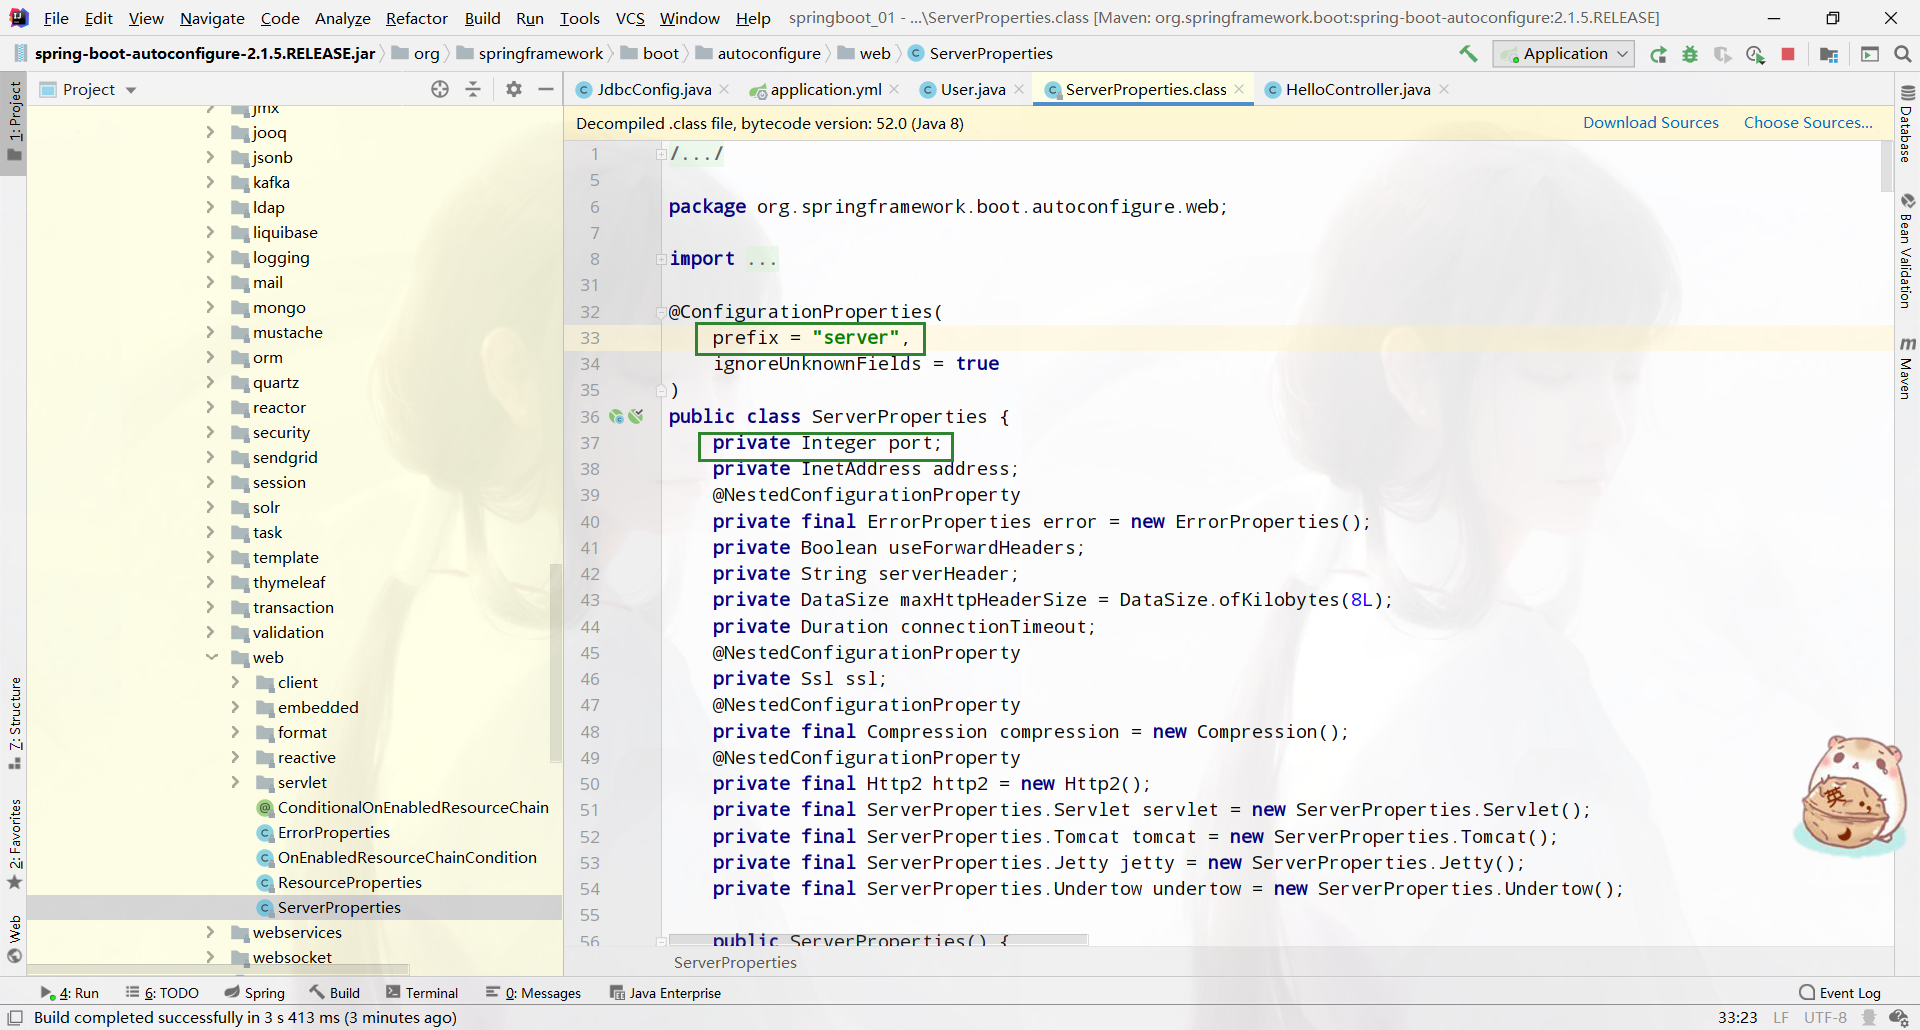 File Edit View Navigate Code Analyze Refactor Build Run Tools VCS Window Help springboot_01 - ...\ServerProperties.class [Maven: org.springframework.boot:spring-boot-autoconfigure:2.1.5.RELEASE]
spring-boot-autoconfigure-2.1.5.RELEASE.jar org springframework boot autoconfigure web ServerProperties Application
Project
JdbcConfig.java application.yml User.java ServerProperties.class HelloController.java
Decompiled .class file, bytecode version: 52.0 (Java 8) Download Sources Choose Sources...
1: Project
7: Structure
2: Favorites
Web
jmx
jooq
jsonb
kafka
ldap
liquibase
logging
mail
mongo
mustache
orm
quartz
reactor
security
sendgrid
session
solr
task
template
thymeleaf
transaction
validation
web
client
embedded
format
reactive
servlet
ConditionalOnEnabledResourceChain
ErrorProperties
OnEnabledResourceChainCondition
ResourceProperties
ServerProperties
webservices
websocket
1 /.../
5
6 package org.springframework.boot.autoconfigure.web;
7
8 import ...
31
32 @ConfigurationProperties(
33 prefix = "server",
34 ignoreUnknownFields = true
35 )
36 public class ServerProperties {
37 private Integer port;
38 private InetAddress address;
39 @NestedConfigurationProperty
40 private final ErrorProperties error = new ErrorProperties();
41 private Boolean useForwardHeaders;
42 private String serverHeader;
43 private DataSize maxHttpHeaderSize = DataSize.ofKilobytes(8L);
44 private Duration connectionTimeout;
45 @NestedConfigurationProperty
46 private Ssl ssl;
47 @NestedConfigurationProperty
48 private final Compression compression = new Compression();
49 @NestedConfigurationProperty
50 private final Http2 http2 = new Http2();
51 private final ServerProperties.Servlet servlet = new ServerProperties.Servlet();
52 private final ServerProperties.Tomcat tomcat = new ServerProperties.Tomcat();
53 private final ServerProperties.Jetty jetty = new ServerProperties.Jetty();
54 private final ServerProperties.Undertow undertow = new ServerProperties.Undertow();
55
56 public ServerProperties() {
ServerProperties
Database
Bean Validation
m Maven
英
4: Run 6: TODO Spring Build Terminal 0: Messages Java Enterprise Event Log
Build completed successfully in 3 s 413 ms (3 minutes ago) 33:23 LF UTF-8